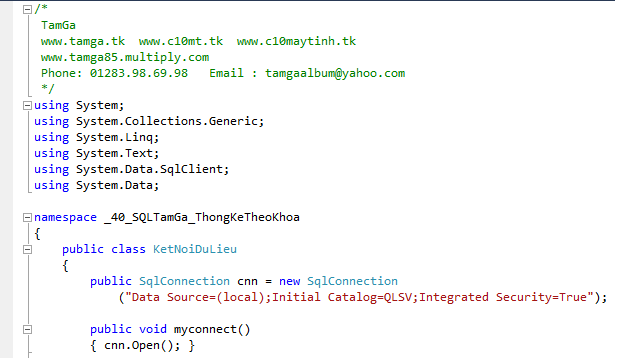 /*
TamGa
www.tamga.tk www.c10mt.tk www.c10maytinh.tk
www.tamga85.multiply.com
Phone: 01283.98.69.98 Email : tamgaalbum@yahoo.com
*/
using System;
using System.Collections.Generic;
using System.Linq;
using System.Text;
using System.Data.SqlClient;
using System.Data;
namespace _40_SQLTamGa_ThongKeTheoKhoa
{
public class KetNoiDuLieu
{
public SqlConnection cnn = new SqlConnection
("Data Source=(local);Initial Catalog=QLSV;Integrated Security=True");
public void myconnect()
{ cnn.Open(); }